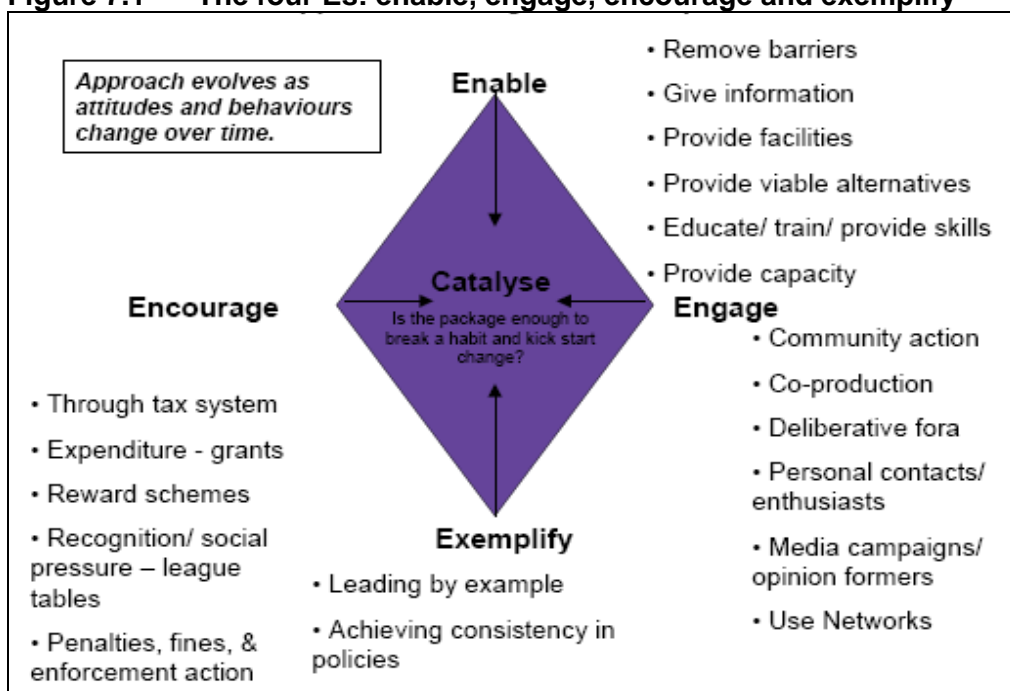 Figure 7.1 The four Es: enable, engage, encourage and exemplify
Approach evolves as
attitudes and behaviours
change over time.
Enable
• Remove barriers
• Give information
• Provide facilities
• Provide viable alternatives
• Educate/ train/ provide skills
• Provide capacity
Catalyse
Is the package enough to
break a habit and kick start
change?
Encourage
• Through tax system
• Expenditure - grants
• Reward schemes
• Recognition/ social
pressure – league
tables
• Penalties, fines, &
enforcement action
Exemplify
• Leading by example
• Achieving consistency in
policies
Engage
• Community action
• Co-production
• Deliberative fora
• Personal contacts/
enthusiasts
• Media campaigns/
opinion formers
• Use Networks